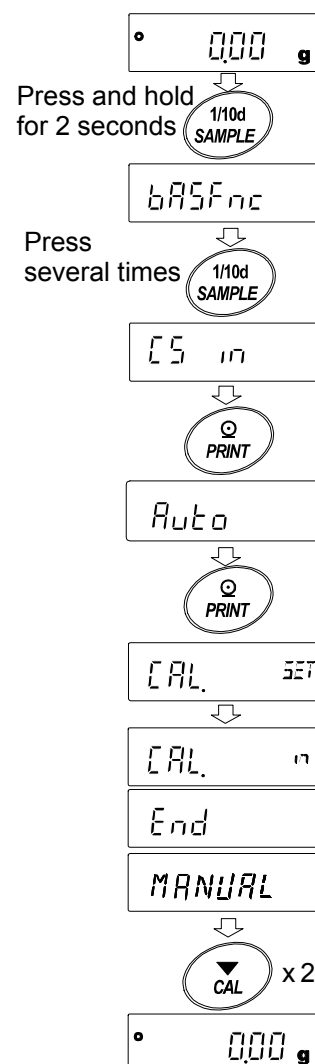 0.00 g
Press and hold
for 2 seconds
1/10d
SAMPLE
bASFnc
Press
several times
1/10d
SAMPLE
CS in
PRINT
Auto
PRINT
CAL. SET
CAL. in
End
MANUAL
CAL
x 2
0.00 g